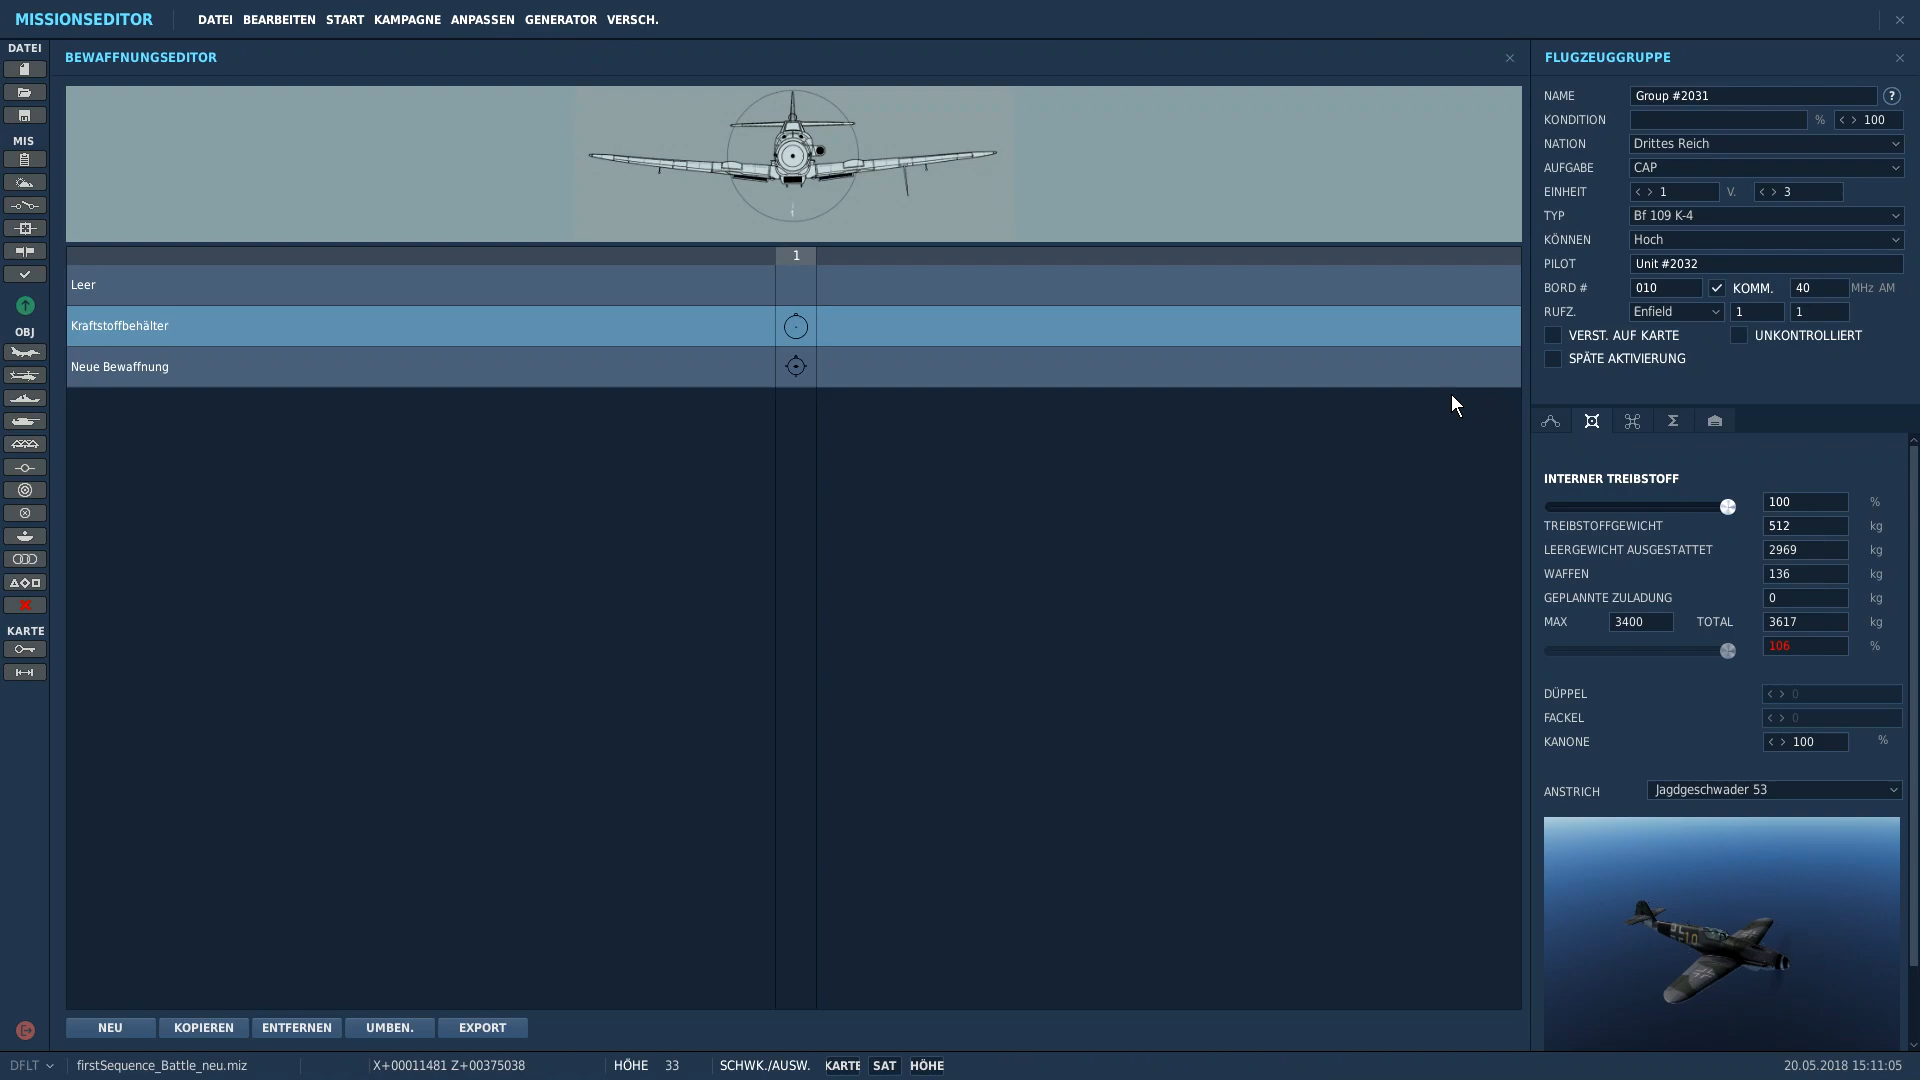 MISSIONSEDITOR DATEI BEARBEITEN START KAMPAGNE ANPASSEN GENERATOR VERSCH.
DATEI
MIS
OBJ
KARTE
BEWAFFNUNGSEDITOR
1
Leer
Kraftstoffbehälter
Neue Bewaffnung
NEU KOPIEREN ENTFERNEN UMBEN. EXPORT
FLUGZEUGGRUPPE
NAME Group #2031 ?
KONDITION % < > 100
NATION Drittes Reich
AUFGABE CAP
EINHEIT < > 1 V. < > 3
TYP Bf 109 K-4
KÖNNEN Hoch
PILOT Unit #2032
BORD # 010 KOMM. 40 MHz AM
RUFZ. Enfield 1 1
VERST. AUF KARTE UNKONTROLLIERT
SPÄTE AKTIVIERUNG
INTERNER TREIBSTOFF
100 %
TREIBSTOFFGEWICHT 512 kg
LEERGEWICHT AUSGESTATTET 2969 kg
WAFFEN 136 kg
GEPLANNTE ZULADUNG 0 kg
MAX 3400 TOTAL 3617 kg
106 %
DÜPPEL < > 0
FACKEL < > 0
KANONE < > 100 %
ANSTRICH Jagdgeschwader 53
DFLT firstSequence_Battle_neu.miz X+00011481 Z+00375038 HÖHE 33 SCHWK./AUSW. KARTE SAT HÖHE 20.05.2018 15:11:05